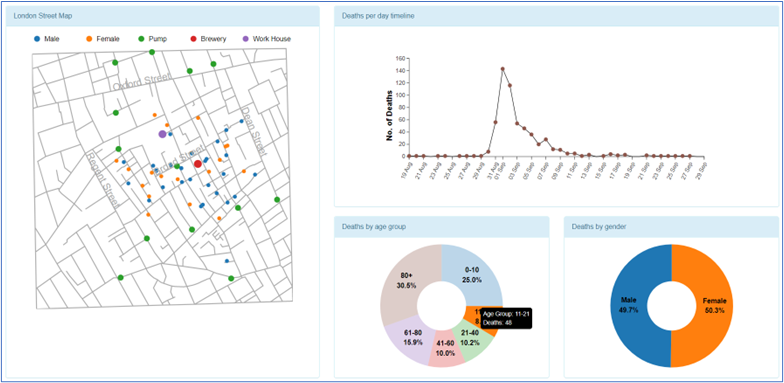 London Street Map
Male
Female
Pump
Brewery
Work House
Oxford Street
Dean Street
Regent Street
Street
Deaths per day timeline
No. of Deaths
160
140
120
100
80
60
40
20
0
19 Aug
21 Aug
23 Aug
25 Aug
27 Aug
29 Aug
31 Aug
01 Sep
03 Sep
05 Sep
07 Sep
09 Sep
11 Sep
13 Sep
15 Sep
17 Sep
19 Sep
21 Sep
23 Sep
25 Sep
27 Sep
29 Sep
Deaths by age group
80+
30.5%
0-10
25.0%
Age Group: 11-21
Deaths: 48
21-40
10.2%
41-60
10.0%
61-80
15.9%
Deaths by gender
Male
49.7%
Female
50.3%